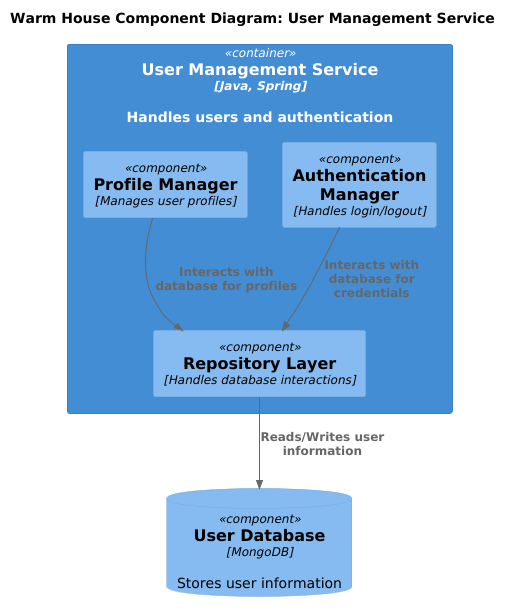 Warm House Component Diagram: User Management Service
«container»
User Management Service
[Java, Spring]
Handles users and authentication
«component»
Profile Manager
[Manages user profiles]
«component»
Authentication
Manager
[Handles login/logout]
Interacts with
database for profiles
Interacts with
database for
credentials
«component»
Repository Layer
[Handles database interactions]
Reads/Writes user
information
«component»
User Database
[MongoDB]
Stores user information